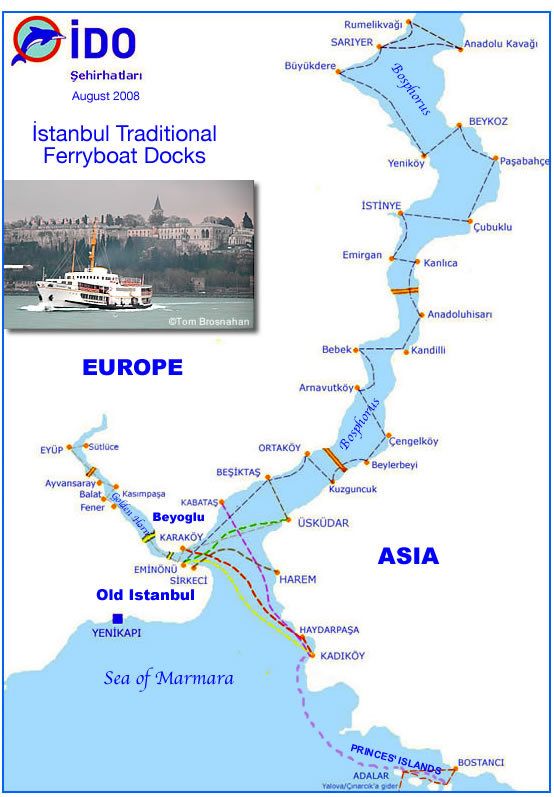 İDO
Şehirhatları
August 2008
İstanbul Traditional
Ferryboat Docks
©Tom Brosnahan
Rumelikvağı
SARIYER
Anadolu Kavağı
Büyükdere
Bosphorus
BEYKOZ
Yeniköy
Paşabahçe
İSTİNYE
Çubuklu
Emirgan
Kanlıca
Anadoluhisarı
Bebek
Kandilli
EUROPE
Arnavutköy
Bosphorus
Çengelköy
EYÜP
Sütlüce
ORTAKÖY
Beylerbeyi
BEŞİKTAŞ
Ayvansaray
Kuzguncuk
Balat
Kasımpaşa
Golden Horn
KABATAŞ
Fener
Beyoglu
ÜSKÜDAR
KARAKÖY
ASIA
EMİNÖNÜ
SİRKECİ
HAREM
Old Istanbul
YENİKAPI
HAYDARPAŞA
KADIKÖY
Sea of Marmara
PRINCES' ISLANDS
BOSTANCI
ADALAR
Yalova/Çınarcık'a gider